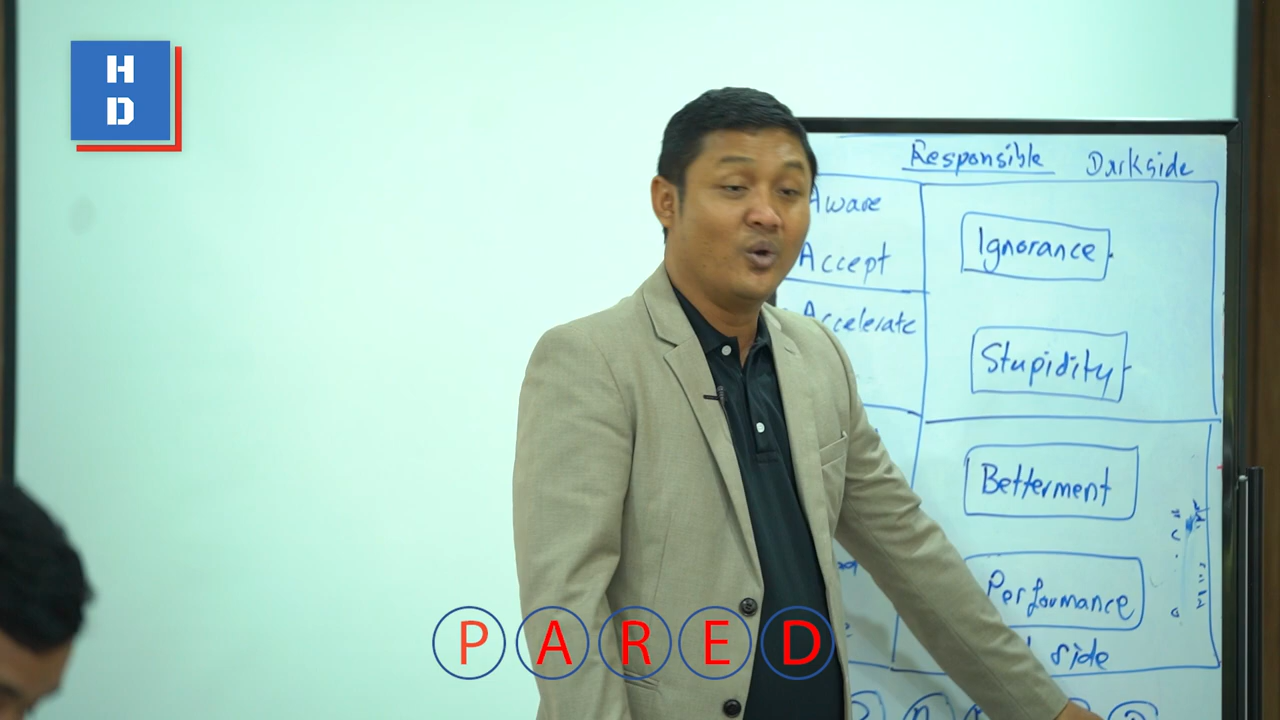 H
D
Responsible Darkside
Aware
Accept
Accelerate
Ignorance
Stupidity
Betterment
Performance
side
P A R E D